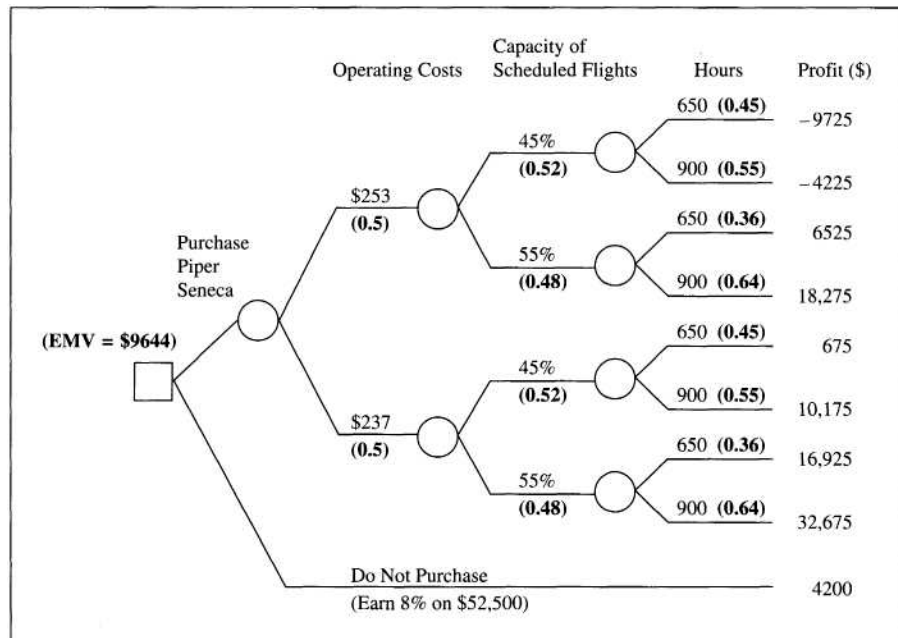 Capacity of
Operating Costs Scheduled Flights Hours Profit ($)
650 (0.45) −9725
45%
(0.52)
900 (0.55) −4225
$253
(0.5)
650 (0.36) 6525
55%
(0.48)
900 (0.64) 18,275
Purchase
Piper
Seneca
(EMV = $9644)
650 (0.45) 675
45%
(0.52)
900 (0.55) 10,175
$237
(0.5)
650 (0.36) 16,925
55%
(0.48)
900 (0.64) 32,675
Do Not Purchase 4200
(Earn 8% on $52,500)